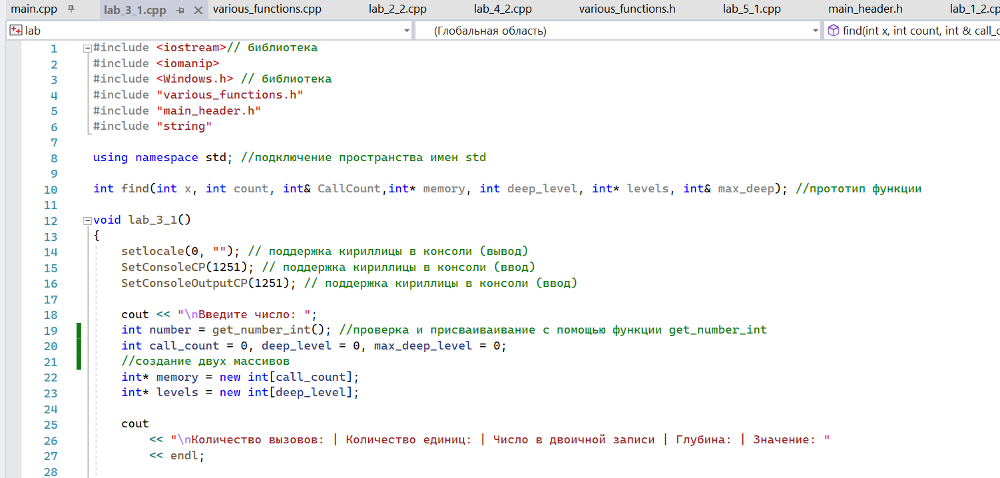 main.cpp lab_3_1.cpp various_functions.cpp lab_2_2.cpp lab_4_2.cpp various_functions.h lab_5_1.cpp main_header.h lab_1_2.cp
lab (Глобальная область) find(int x, int count, int & call_c
1 #include <iostream>// библиотека
2 #include <iomanip>
3 #include <Windows.h> // библиотека
4 #include "various_functions.h"
5 #include "main_header.h"
6 #include "string"
7
8 using namespace std; //подключение пространства имен std
9
10 int find(int x, int count, int& CallCount,int* memory, int deep_level, int* levels, int& max_deep); //прототип функции
11
12 void lab_3_1()
13 {
14 setlocale(0, ""); // поддержка кириллицы в консоли (вывод)
15 SetConsoleCP(1251); // поддержка кириллицы в консоли (ввод)
16 SetConsoleOutputCP(1251); // поддержка кириллицы в консоли (ввод)
17
18 cout << "\nВведите число: ";
19 int number = get_number_int(); //проверка и присваиваивание с помощью функции get_number_int
20 int call_count = 0, deep_level = 0, max_deep_level = 0;
21 //создание двух массивов
22 int* memory = new int[call_count];
23 int* levels = new int[deep_level];
24
25 cout
26 << "\nКоличество вызовов: | Количество единиц: | Число в двоичной записи | Глубина: | Значение: "
27 << endl;
28